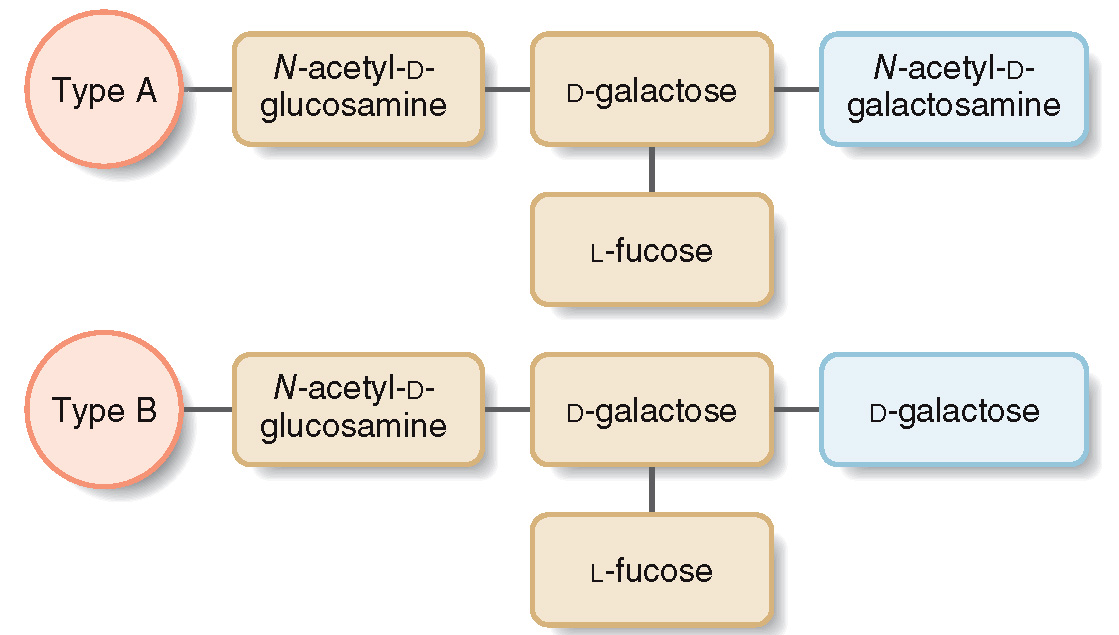 Type A
N-acetyl-D-
glucosamine
D-galactose
N-acetyl-D-
galactosamine
L-fucose
Type B
N-acetyl-D-
glucosamine
D-galactose
D-galactose
L-fucose